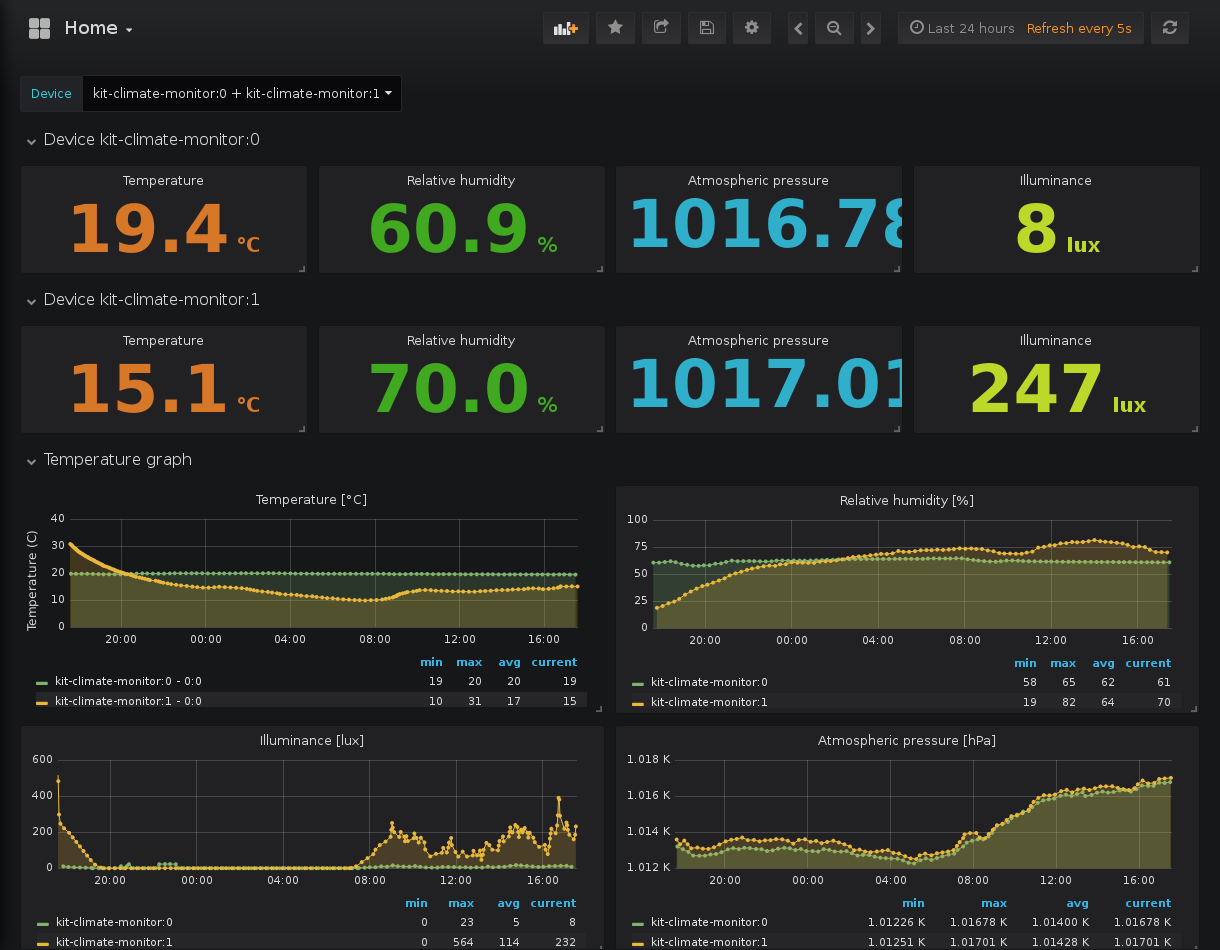 Home
Last 24 hours Refresh every 5s
Device kit-climate-monitor:0 + kit-climate-monitor:1
Device kit-climate-monitor:0
Temperature Relative humidity Atmospheric pressure Illuminance
19.4 °C 60.9 % 1016.78 8 lux
Device kit-climate-monitor:1
Temperature Relative humidity Atmospheric pressure Illuminance
15.1 °C 70.0 % 1017.01 247 lux
Temperature graph
Temperature [°C]
Temperature (C)
40
30
20
10
0
20:00 00:00 04:00 08:00 12:00 16:00
min max avg current
kit-climate-monitor:0 - 0:0 19 20 20 19
kit-climate-monitor:1 - 0:0 10 31 17 15
Relative humidity [%]
100
75
50
25
0
20:00 00:00 04:00 08:00 12:00 16:00
min max avg current
kit-climate-monitor:0 58 65 62 61
kit-climate-monitor:1 19 82 64 70
Illuminance [lux]
600
400
200
0
20:00 00:00 04:00 08:00 12:00 16:00
min max avg current
kit-climate-monitor:0 0 23 5 8
kit-climate-monitor:1 0 564 114 232
Atmospheric pressure [hPa]
1.018 K
1.016 K
1.014 K
1.012 K
20:00 00:00 04:00 08:00 12:00 16:00
min max avg current
kit-climate-monitor:0 1.01226 K 1.01678 K 1.01400 K 1.01678 K
kit-climate-monitor:1 1.01251 K 1.01701 K 1.01428 K 1.01701 K